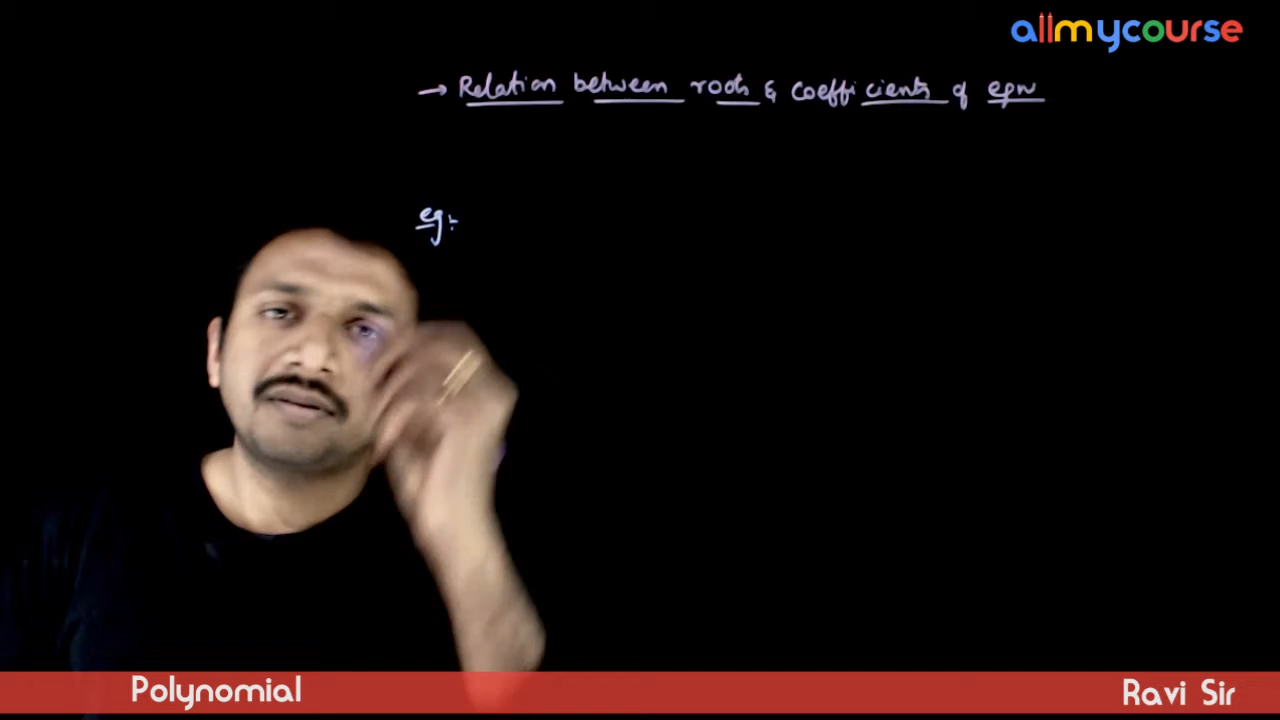 allmycourse
→ Relation between roots & coefficients of eqn
eg:-
Polynomial
Ravi Sir